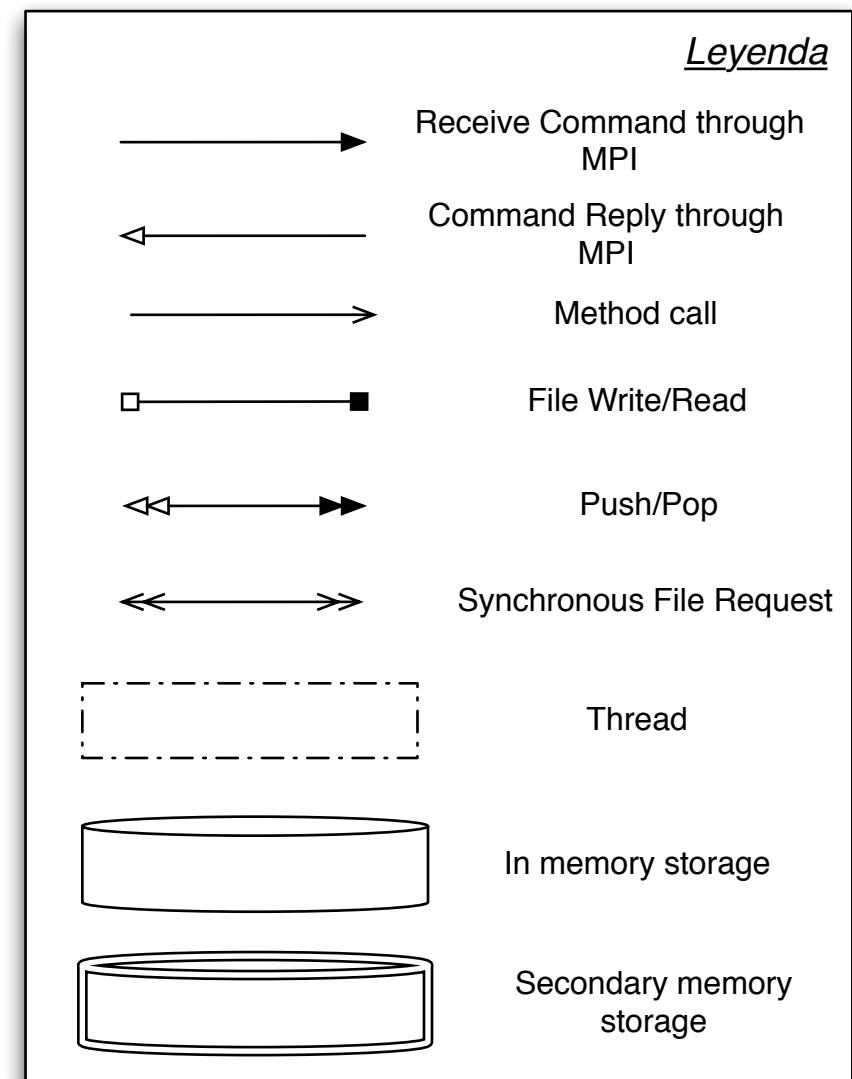 Leyenda
Receive Command through
MPI
Command Reply through
MPI
Method call
File Write/Read
Push/Pop
Synchronous File Request
Thread
In memory storage
Secondary memory
storage